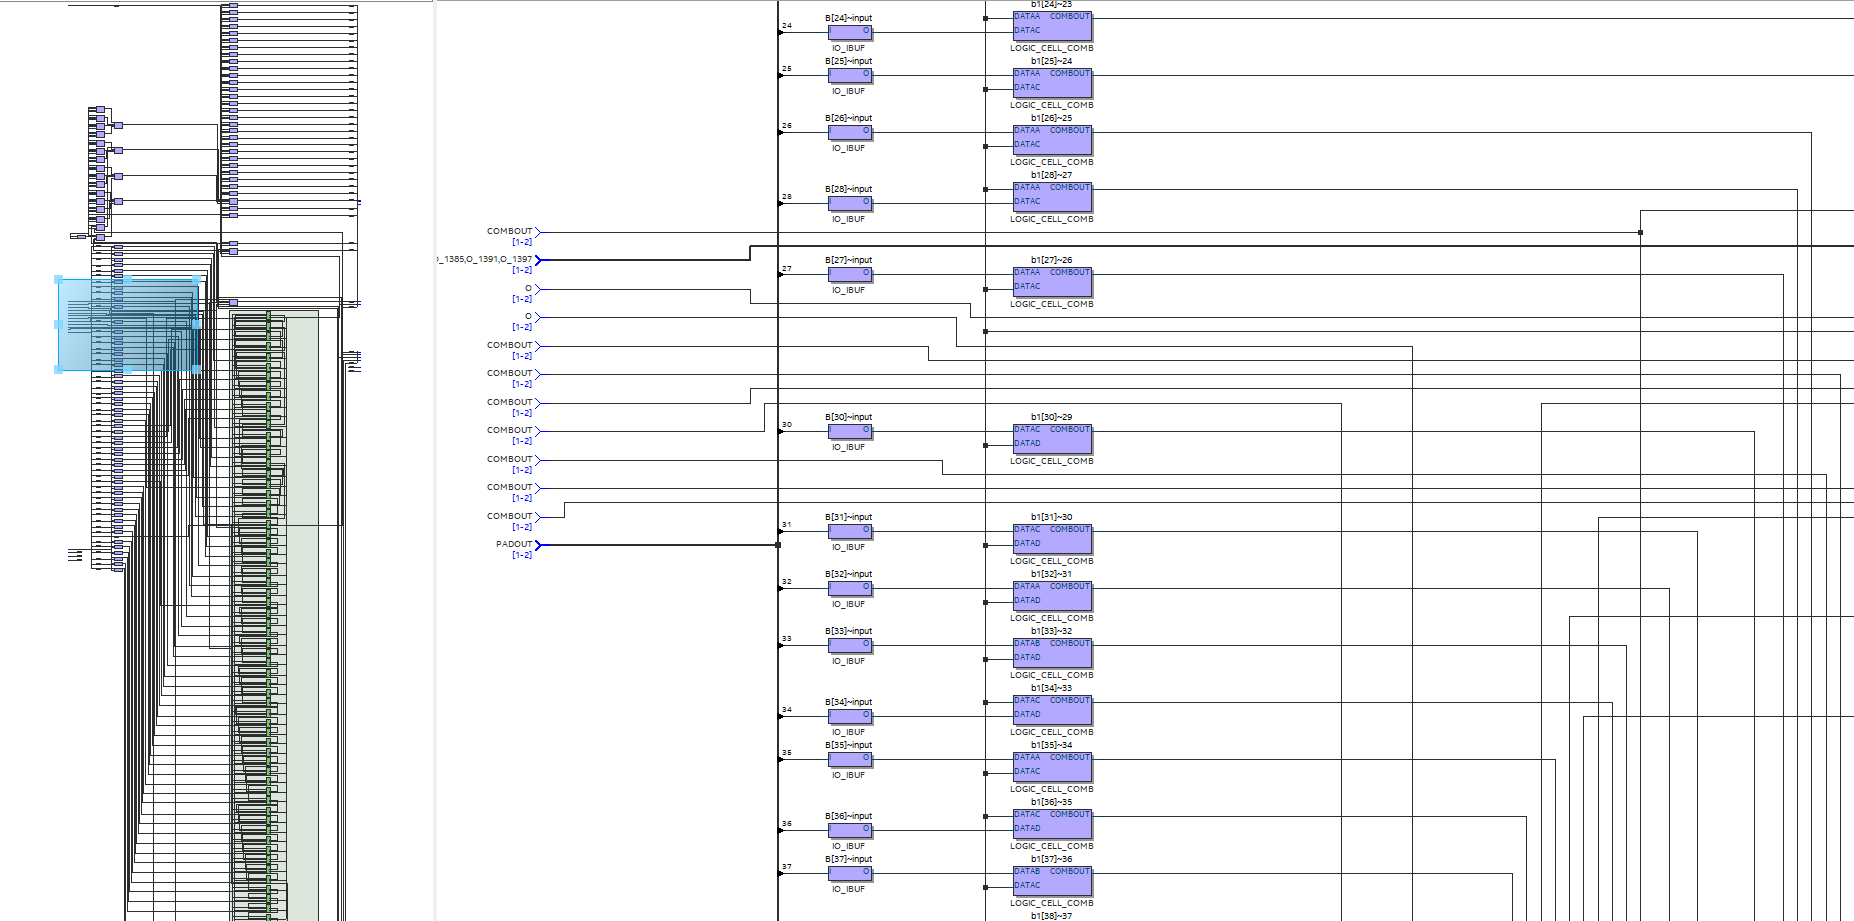 b1[24]~23
B[24]~input
24
I O
DATAA COMBOUT
DATAC
IO_IBUF
LOGIC_CELL_COMB
B[25]~input
b1[25]~24
25
I O
DATAA COMBOUT
DATAC
IO_IBUF
LOGIC_CELL_COMB
B[26]~input
b1[26]~25
26
I O
DATAA COMBOUT
DATAC
IO_IBUF
LOGIC_CELL_COMB
B[28]~input
b1[28]~27
28
I O
DATAA COMBOUT
DATAC
IO_IBUF
LOGIC_CELL_COMB
COMBOUT
[1-2]
O_1385,O_1391,O_1397
[1-2]
B[27]~input
b1[27]~26
27
I O
DATAA COMBOUT
DATAC
IO_IBUF
LOGIC_CELL_COMB
O
[1-2]
O
[1-2]
COMBOUT
[1-2]
COMBOUT
[1-2]
COMBOUT
[1-2]
COMBOUT
[1-2]
B[30]~input
b1[30]~29
30
I O
DATAC COMBOUT
DATAD
IO_IBUF
LOGIC_CELL_COMB
COMBOUT
[1-2]
COMBOUT
[1-2]
COMBOUT
[1-2]
PADOUT
[1-2]
B[31]~input
b1[31]~30
31
I O
DATAC COMBOUT
DATAD
IO_IBUF
LOGIC_CELL_COMB
B[32]~input
b1[32]~31
32
I O
DATAA COMBOUT
DATAD
IO_IBUF
LOGIC_CELL_COMB
B[33]~input
b1[33]~32
33
I O
DATAB COMBOUT
DATAD
IO_IBUF
LOGIC_CELL_COMB
B[34]~input
b1[34]~33
34
I O
DATAC COMBOUT
DATAD
IO_IBUF
LOGIC_CELL_COMB
B[35]~input
b1[35]~34
35
I O
DATAA COMBOUT
DATAC
IO_IBUF
LOGIC_CELL_COMB
B[36]~input
b1[36]~35
36
I O
DATAC COMBOUT
DATAD
IO_IBUF
LOGIC_CELL_COMB
B[37]~input
b1[37]~36
37
I O
DATAB COMBOUT
DATAC
IO_IBUF
LOGIC_CELL_COMB
b1[38]~37